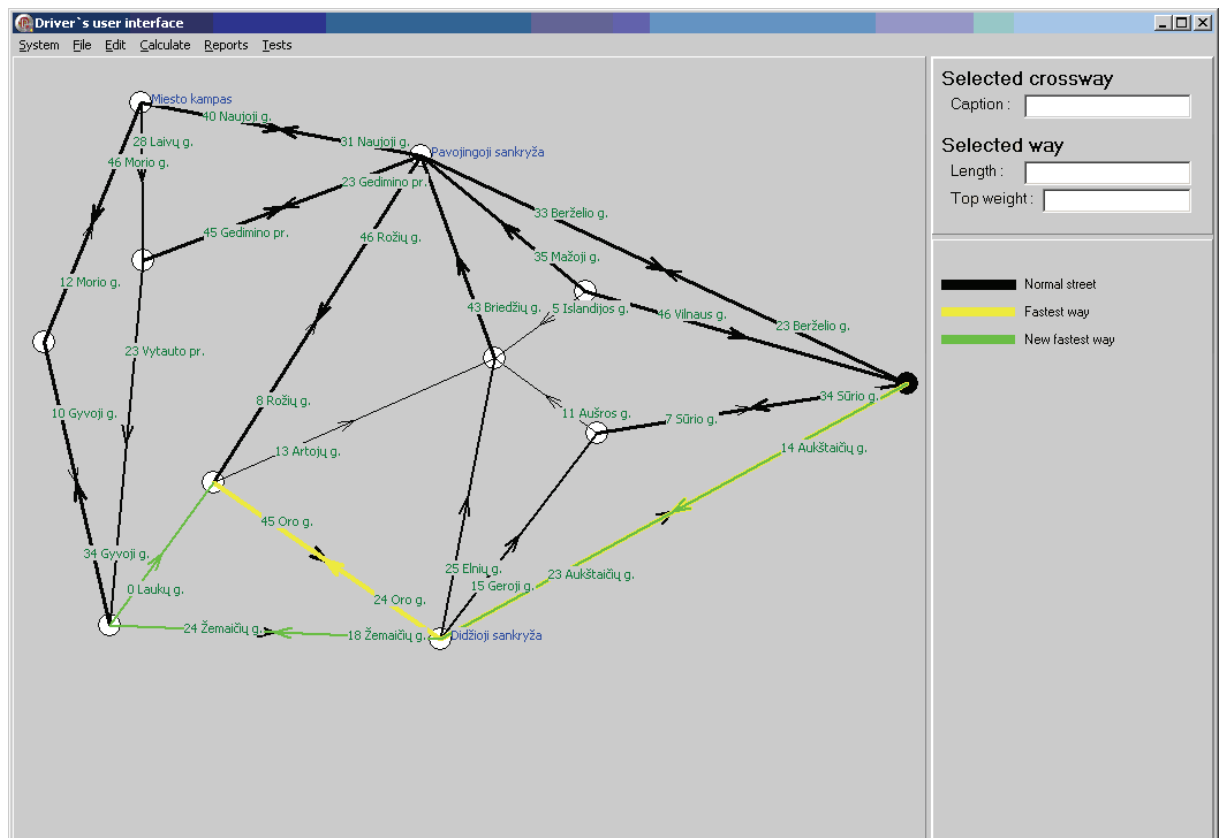 Driver`s user interface
System File Edit Calculate Reports Tests
Miesto kampas
40 Naujoji g.
28 Laivų g.
31 Naujoji g.
Pavojingoji sankryža
46 Morio g.
23 Gedimino pr.
33 Berželio g.
45 Gedimino pr.
46 Rožių g.
35 Mažoji g.
12 Morio g.
43 Briedžių g.
5 Islandijos g.
46 Vilnaus g.
23 Berželio g.
23 Vytauto pr.
10 Gyvoji g.
8 Rožių g.
11 Aušros g.
7 Sūrio g.
34 Sūrio g.
13 Artojų g.
14 Aukštaičių g.
45 Oro g.
34 Gyvoji g.
25 Elnių g.
23 Aukštaičių g.
0 Laukų g.
15 Geroji g.
24 Oro g.
24 Žemaičių g.
18 Žemaičių g.
Didžioji sankryža
Selected crossway
Caption :
Selected way
Length :
Top weight :
Normal street
Fastest way
New fastest way